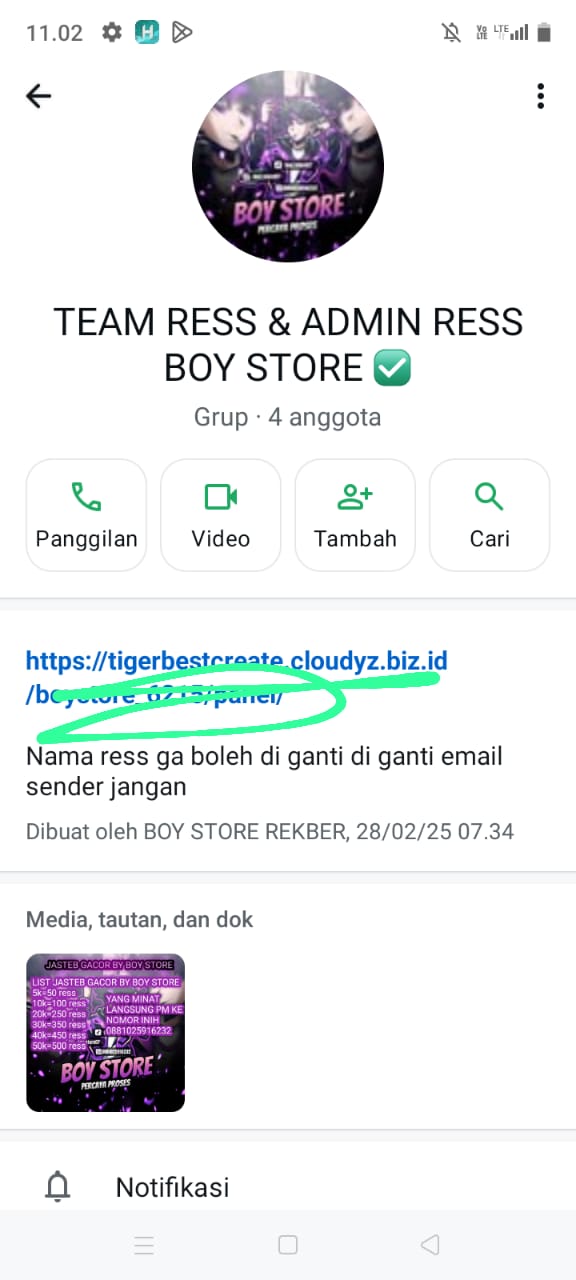 11.02
Vo LTE LTE
BOY STORE
PERCAYA PROSES
TEAM RESS & ADMIN RESS
BOY STORE ✅
Grup · 4 anggota
Panggilan Video Tambah Cari
https://tigerbestcreate.cloudyz.biz.id
/boystore_6215/panel/
Nama ress ga boleh di ganti di ganti email
sender jangan
Dibuat oleh BOY STORE REKBER, 28/02/25 07.34
Media, tautan, dan dok
JASTEB GACOR BY BOY STORE
LIST JASTEB GACOR BY BOY STORE
5k=50 ress
10k=100 ress
20k=250 ress
30k=350 ress
40k=450 ress
50k=500 ress
YANG MINAT
LANGSUNG PM KE
NOMOR INIH
0881025916232
BOY STORE
PERCAYA PROSES
Notifikasi